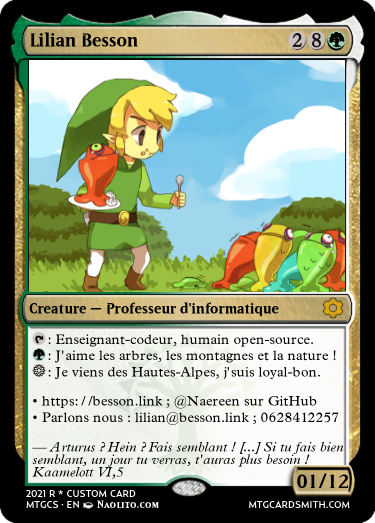 Lilian Besson 2 8
Creature — Professeur d'informatique
: Enseignant-codeur, humain open-source.
: J'aime les arbres, les montagnes et la nature !
: Je viens des Hautes-Alpes, j'suis loyal-bon.
• https://besson.link ; @Naereen sur GitHub
• Parlons nous : lilian@besson.link ; 0628412257
— Arturus ? Hein ? Fais semblant ! [...] Si tu fais bien
semblant, un jour tu verras, t'auras plus besoin !
Kaamelott VI,5
01/12
2021 R * CUSTOM CARD
MTGCS · EN Naolito.com MTGCARDSMITH.COM